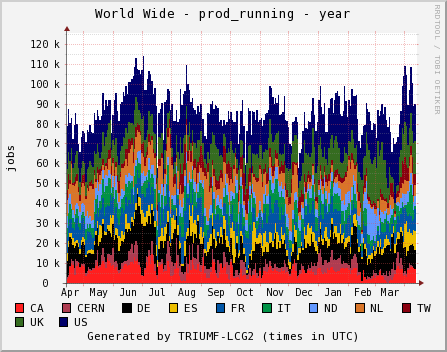 World Wide - prod_running - year
RRDTOOL / TOBI OETIKER
jobs
120 k
110 k
100 k
90 k
80 k
70 k
60 k
50 k
40 k
30 k
20 k
10 k
0
Apr May Jun Jul Aug Sep Oct Nov Dec Jan Feb Mar
CA CERN DE ES FR IT ND NL TW
UK US
Generated by TRIUMF-LCG2 (times in UTC)